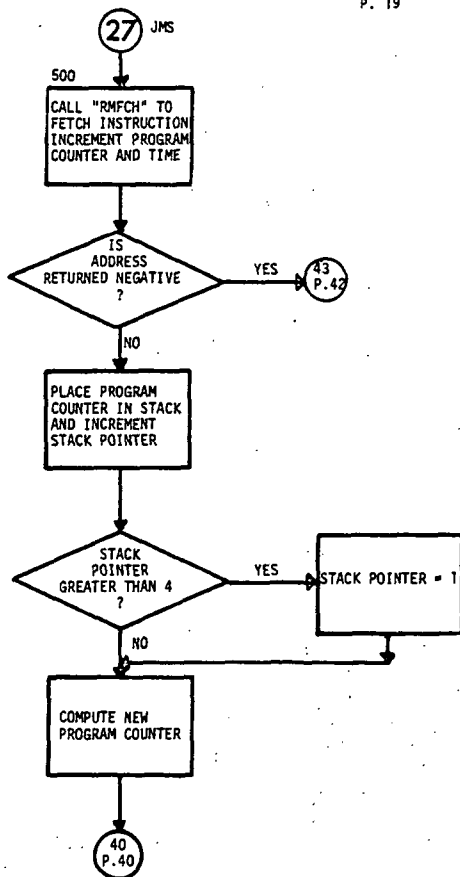 P. 19
27 JMS
500
CALL "RMFCH" TO
FETCH INSTRUCTION
INCREMENT PROGRAM
COUNTER AND TIME
IS
ADDRESS
RETURNED NEGATIVE
?
YES
43
P.42
NO
PLACE PROGRAM
COUNTER IN STACK
AND INCREMENT
STACK POINTER
STACK
POINTER
GREATER THAN 4
?
YES
STACK POINTER = 1
NO
COMPUTE NEW
PROGRAM COUNTER
40
P.40